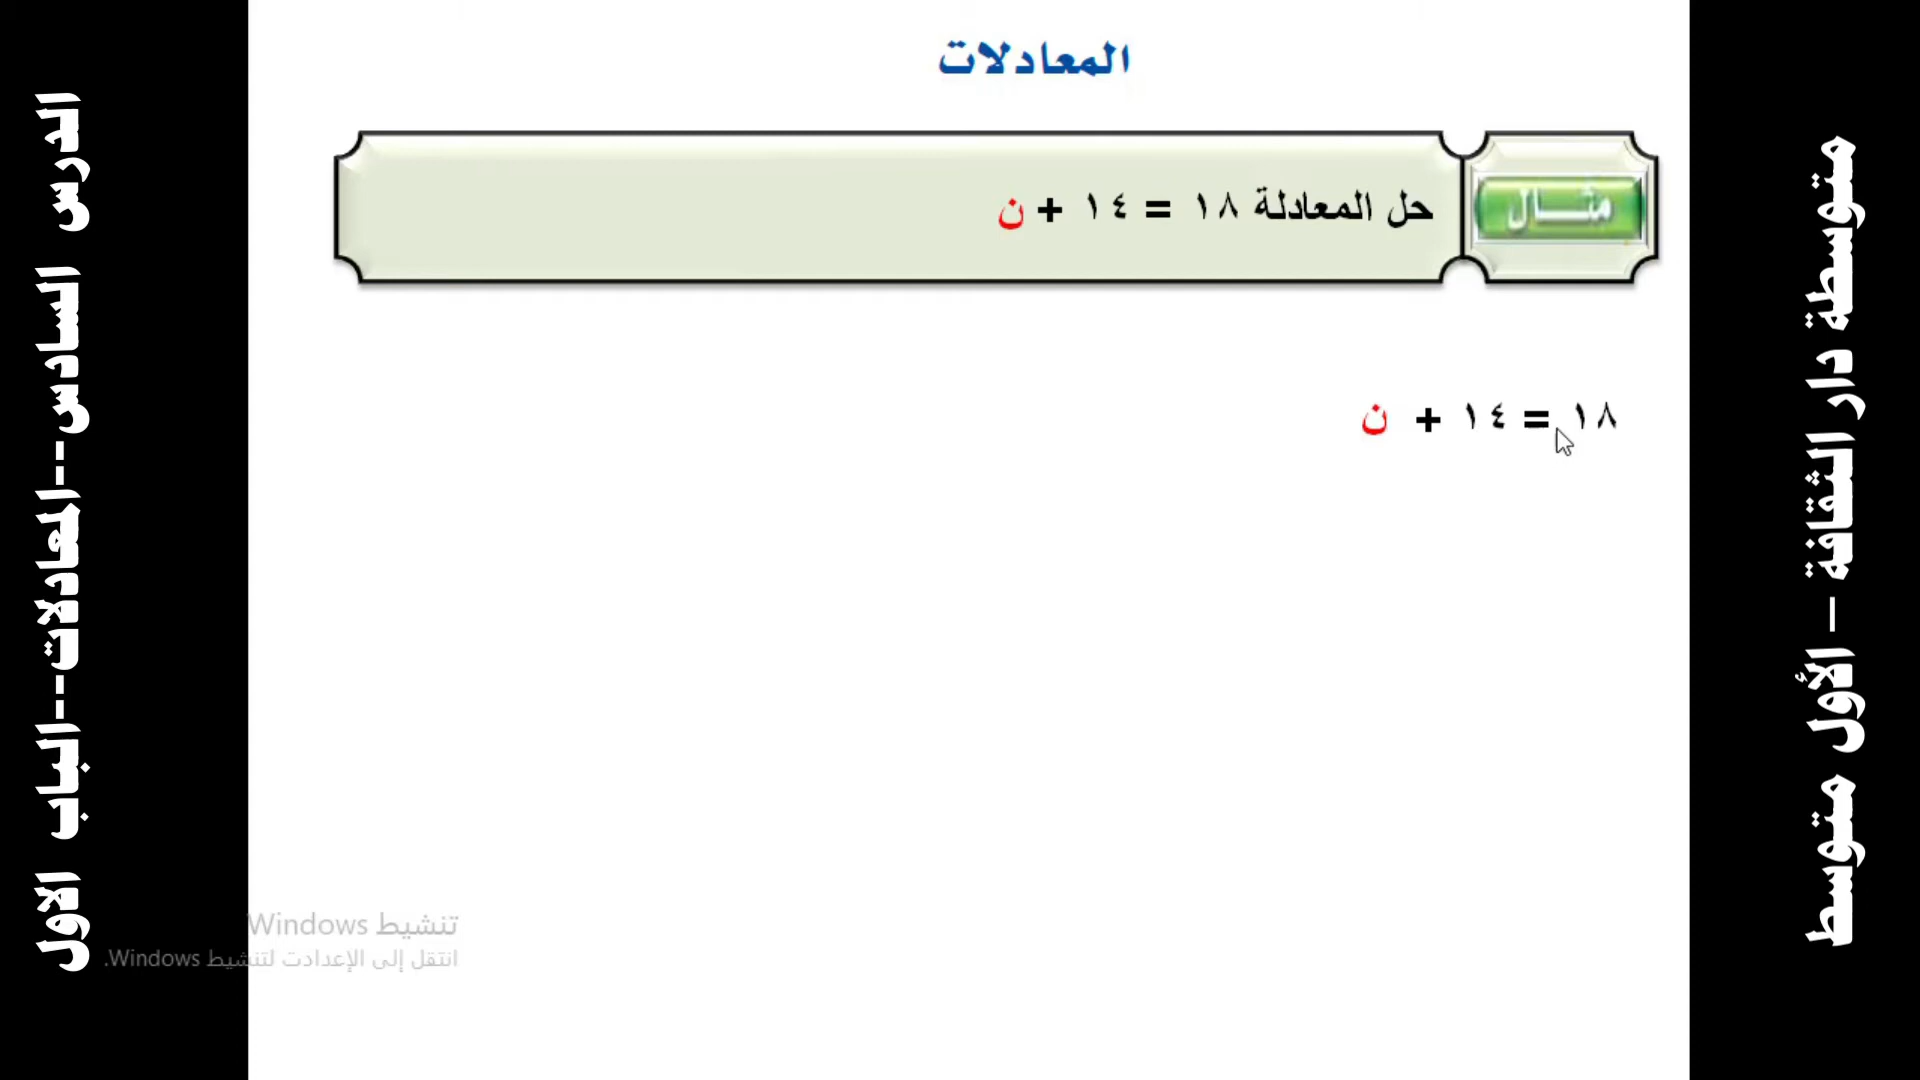 المعادلات
مثال
حل المعادلة ١٨ = ١٤ + ن
١٨ = ١٤ + ن
متوسطة دار الثقافة – الأول متوسط
الدرس السادس--المعادلات--الباب الاول
تنشيط Windows
انتقل إلى الإعدادت لتنشيط Windows.